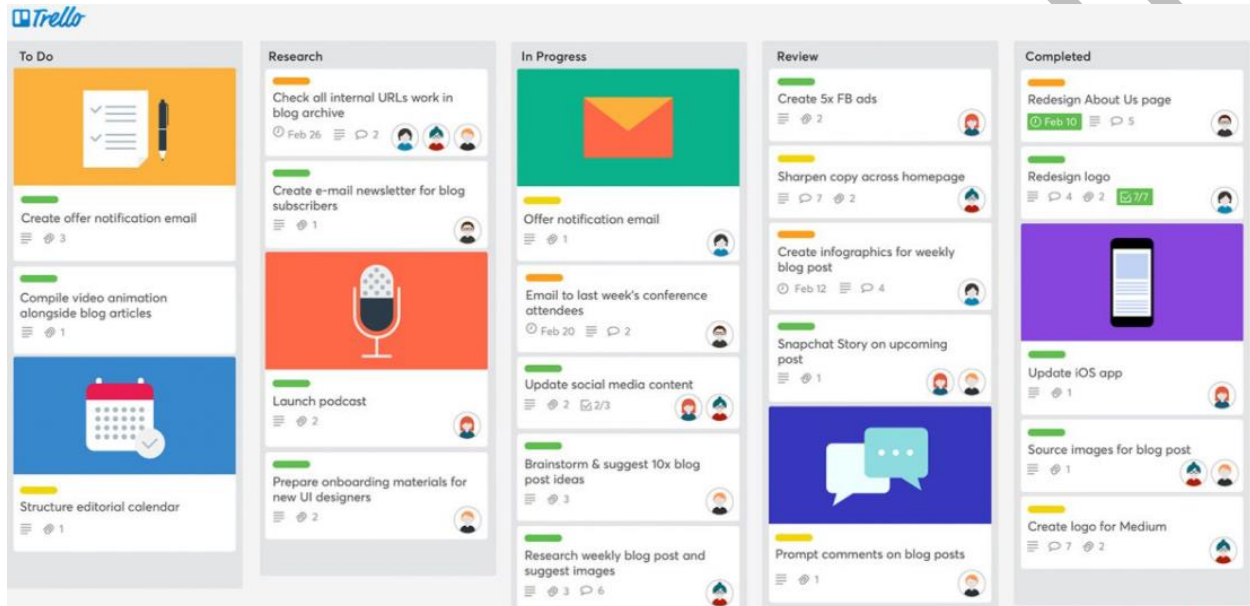 Trello
To Do
Create offer notification email
3
Compile video animation
alongside blog articles
1
Structure editorial calendar
1
Research
Check all internal URLs work in
blog archive
Feb 26 2
Create e-mail newsletter for blog
subscribers
1
Launch podcast
2
Prepare onboarding materials for
new UI designers
2
In Progress
Offer notification email
1
Email to last week's conference
attendees
Feb 20 2
Update social media content
2 2/3
Brainstorm & suggest 10x blog
post ideas
3
Research weekly blog post and
suggest images
3 6
Review
Create 5x FB ads
2
Sharpen copy across homepage
7 2
Create infographics for weekly
blog post
Feb 12 4
Snapchat Story on upcoming
post
1
Prompt comments on blog posts
1
Completed
Redesign About Us page
Feb 10 5
Redesign logo
4 2 7/7
Update iOS app
1
Source images for blog post
1
Create logo for Medium
7 2